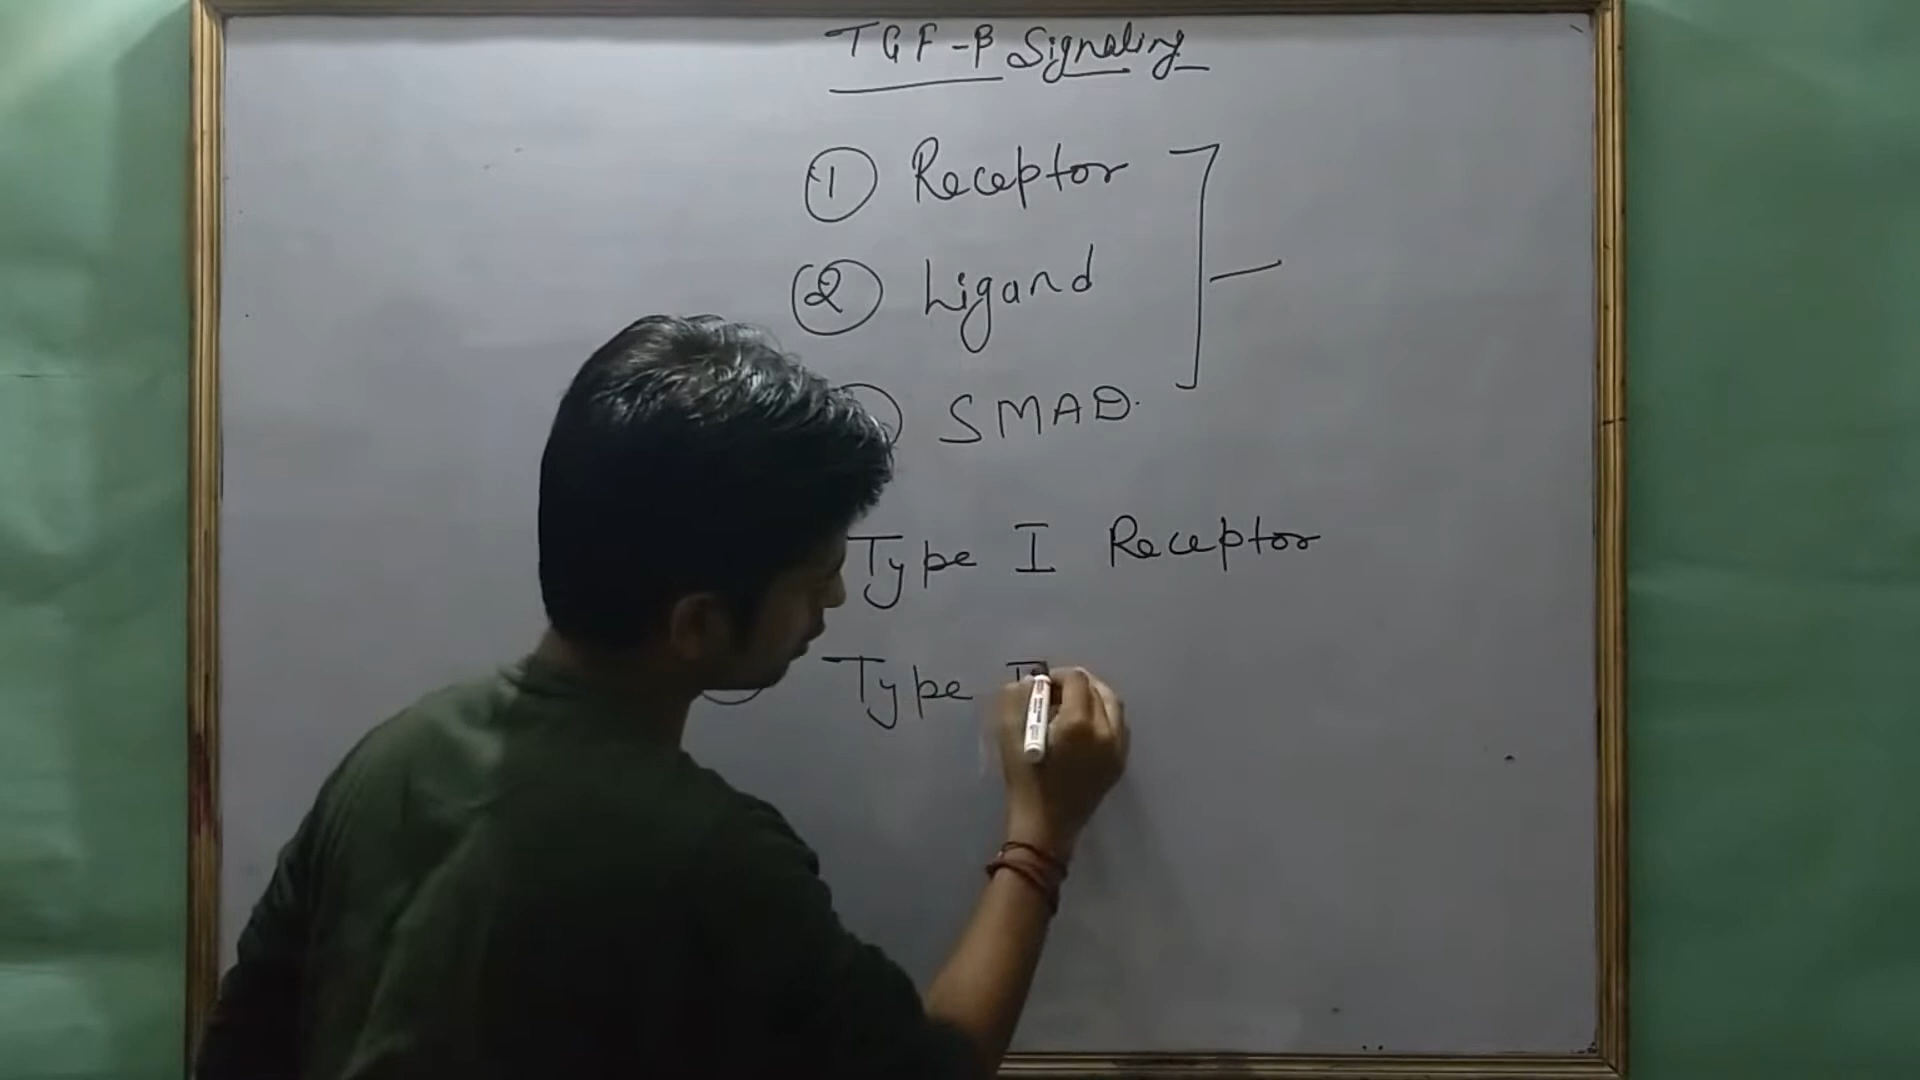 TGF-β Signaling
① Receptor
② Ligand
SMAD.
Type I Receptor
Type